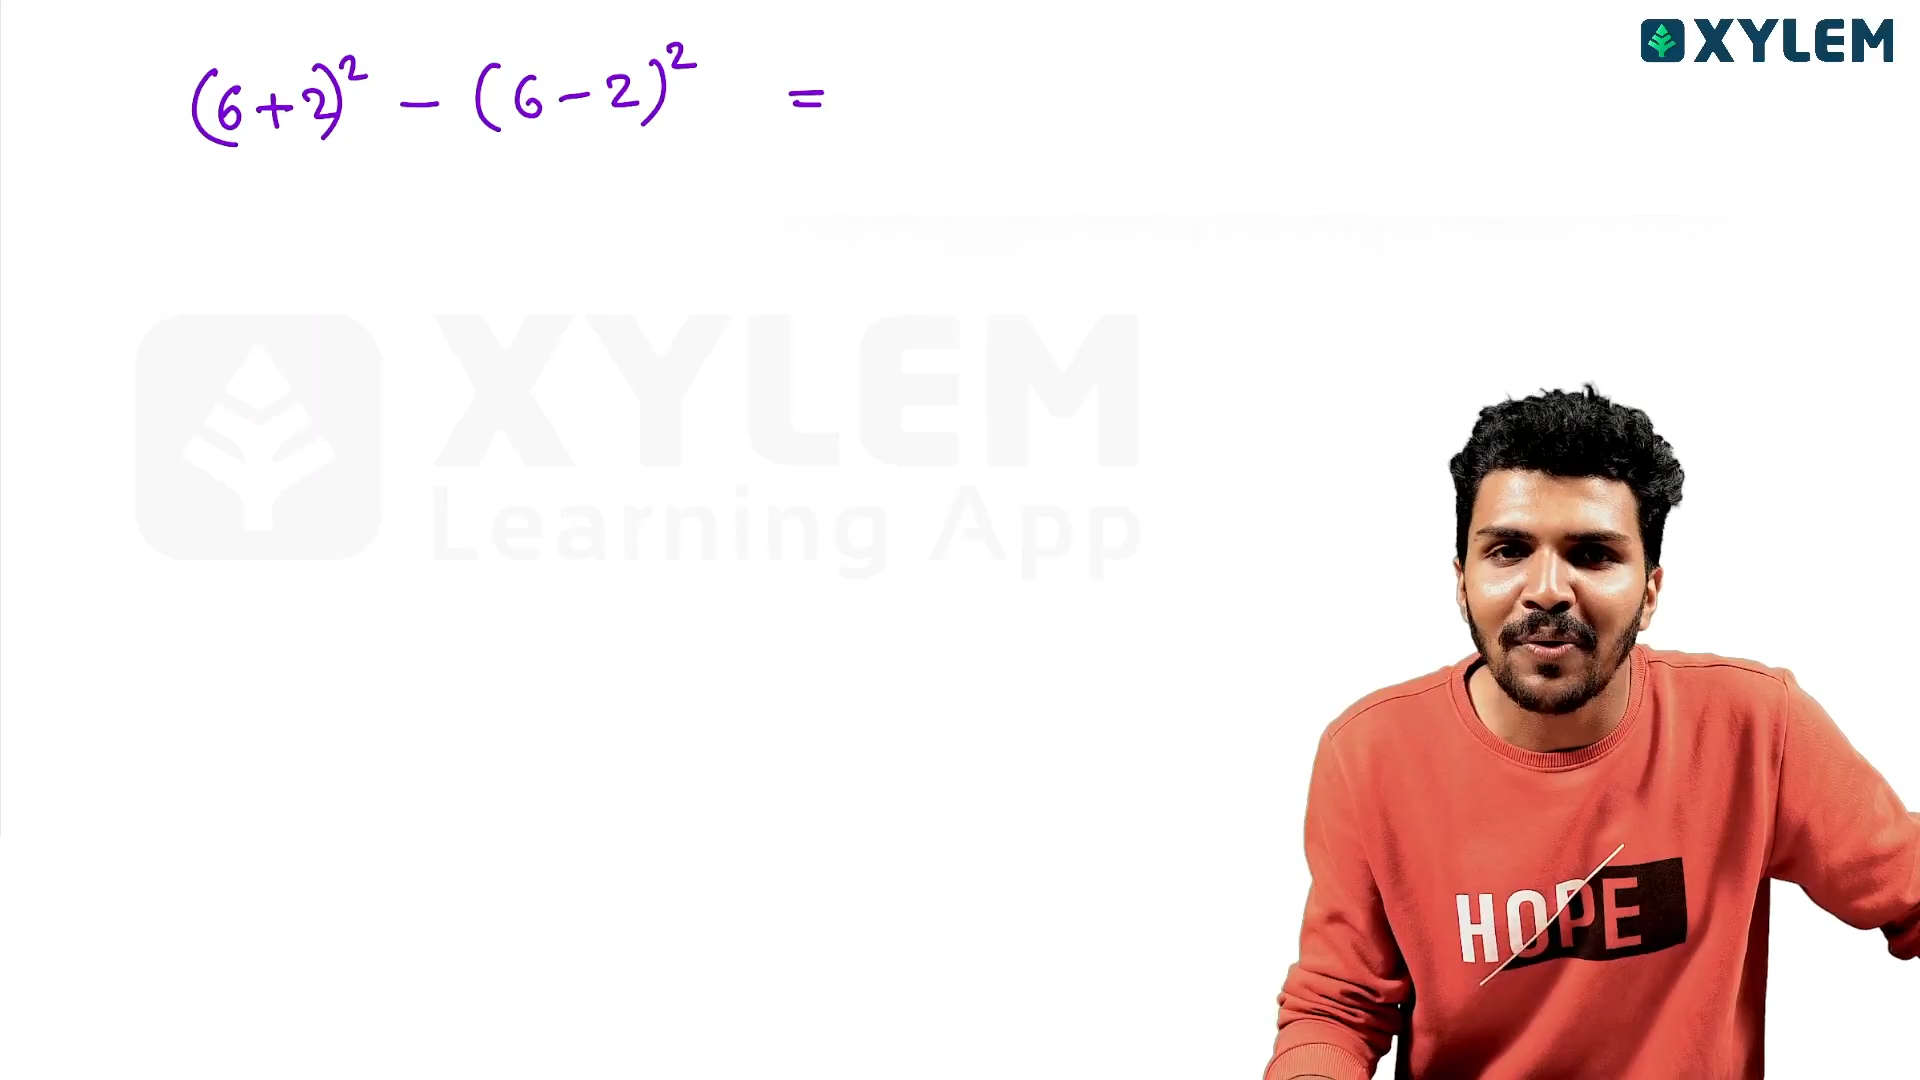 XYLEM
(6+2)² − (6−2)² =
XYLEM
Learning App
HOPE